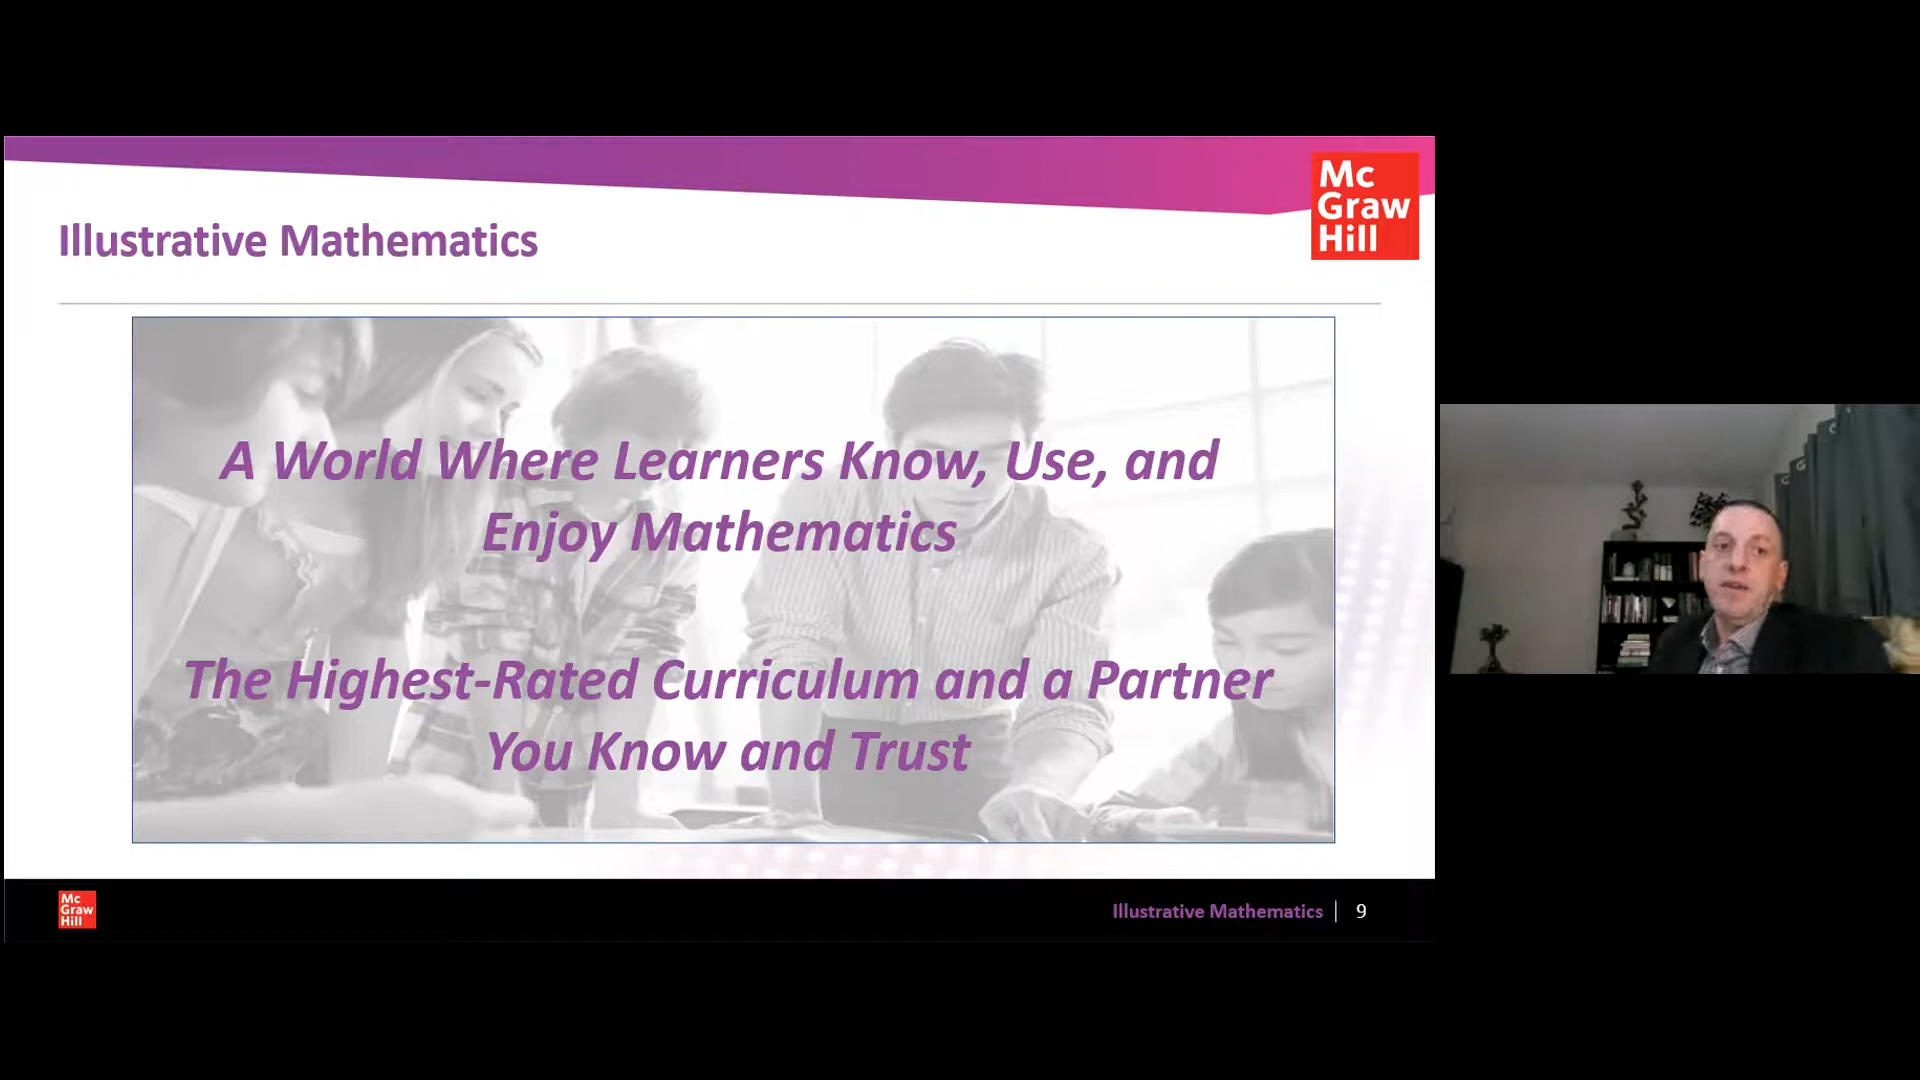 Mc
Graw
Hill
Illustrative Mathematics
A World Where Learners Know, Use, and
Enjoy Mathematics
The Highest-Rated Curriculum and a Partner
You Know and Trust
Mc
Graw
Hill
Illustrative Mathematics | 9